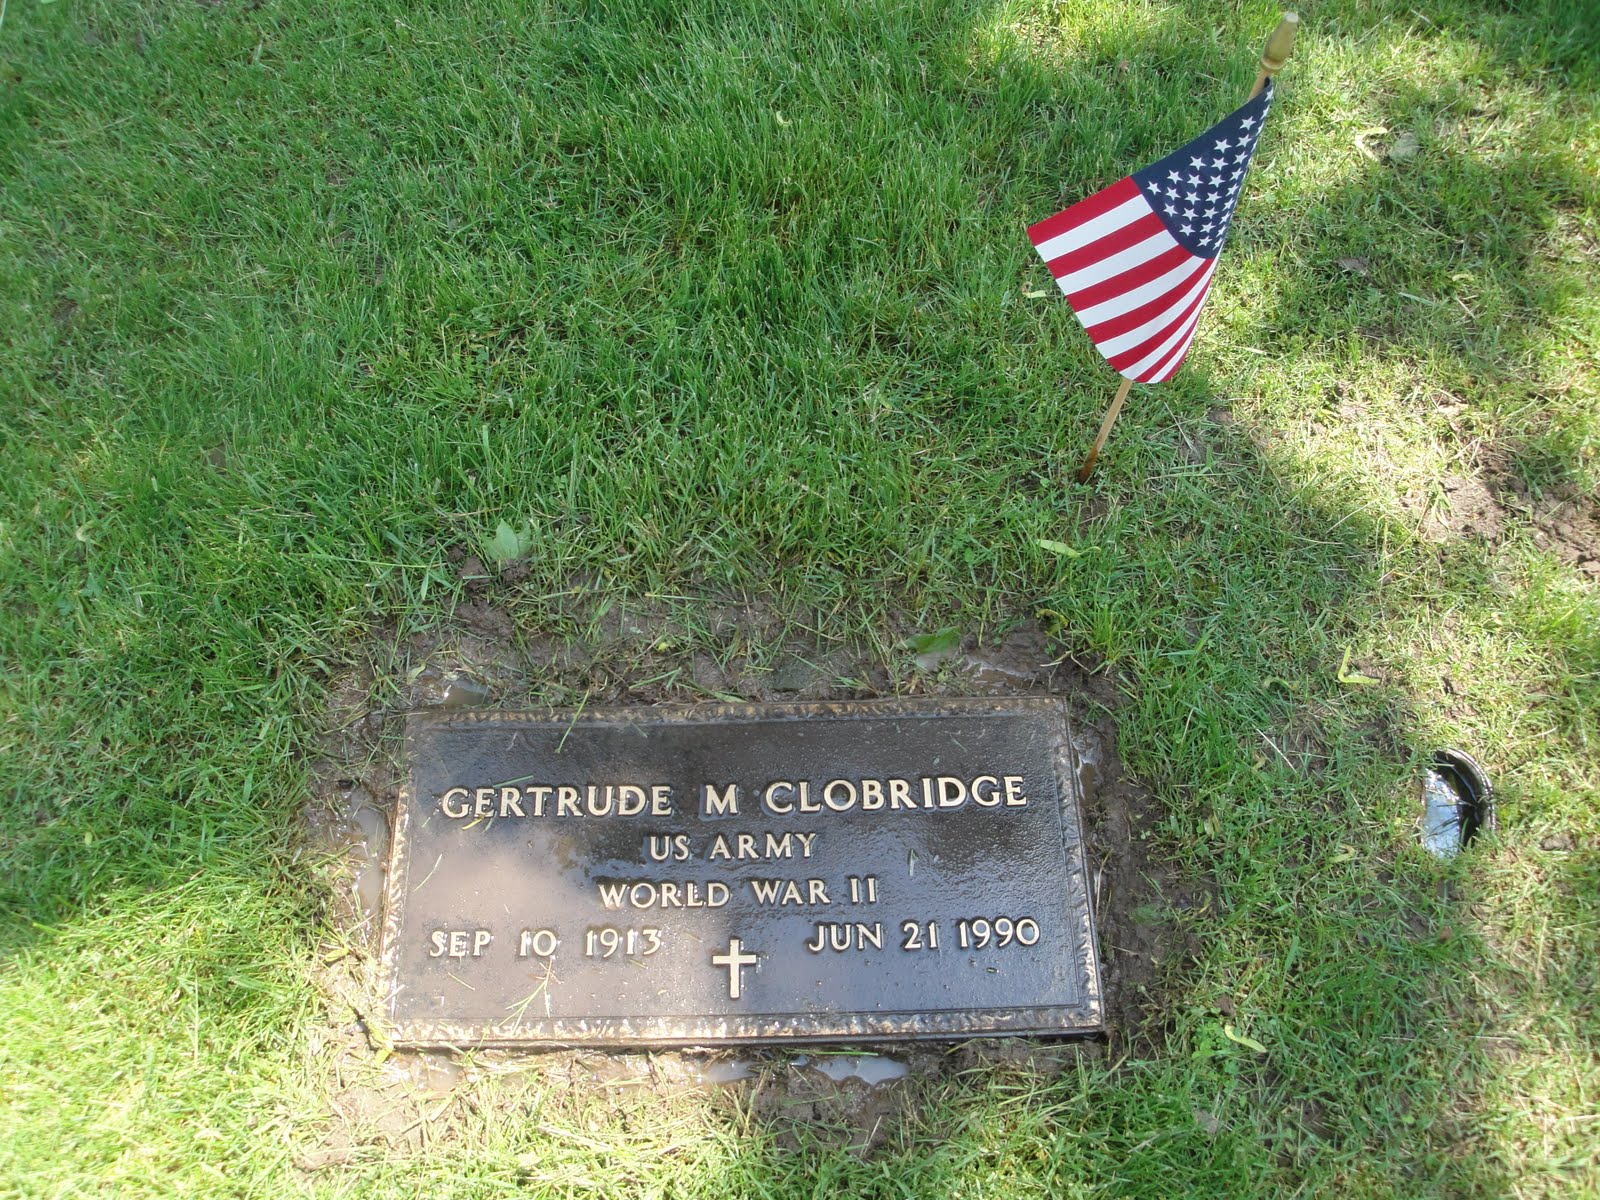 GERTRUDE M CLOBRIDGE
US ARMY
WORLD WAR II
SEP 10 1913 JUN 21 1990